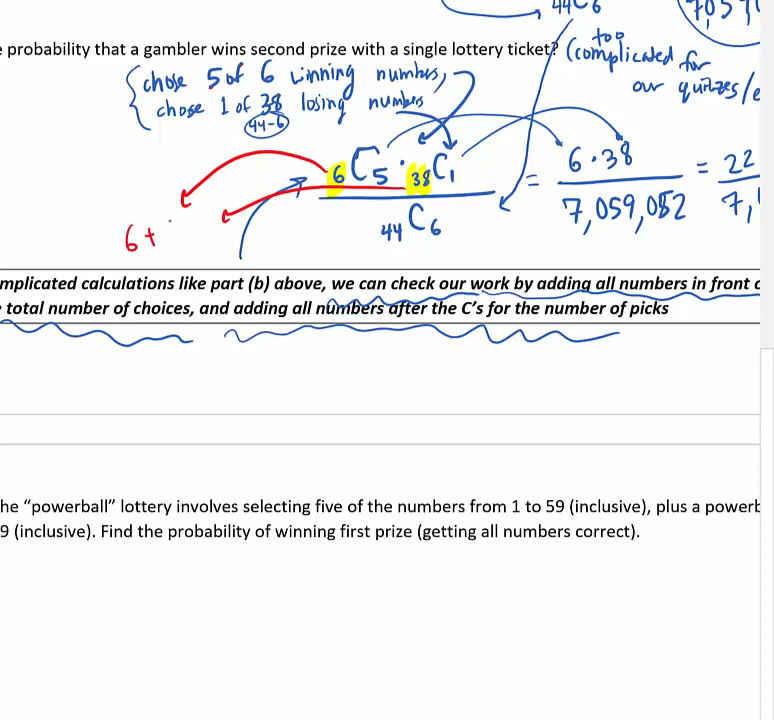 44C6
7,059
probability that a gambler wins second prize with a single lottery ticket? (too complicated for our quizzes/e
{chose 5 of 6 winning numbers,
chose 1 of 38 losing numbers
44-6
6C5 · 38C1 / 44C6 = 6·38 / 7,059,052 = 22 / 7,
6+
mplicated calculations like part (b) above, we can check our work by adding all numbers in front
total number of choices, and adding all numbers after the C's for the number of picks
he “powerball” lottery involves selecting five of the numbers from 1 to 59 (inclusive), plus a powerb
9 (inclusive). Find the probability of winning first prize (getting all numbers correct).